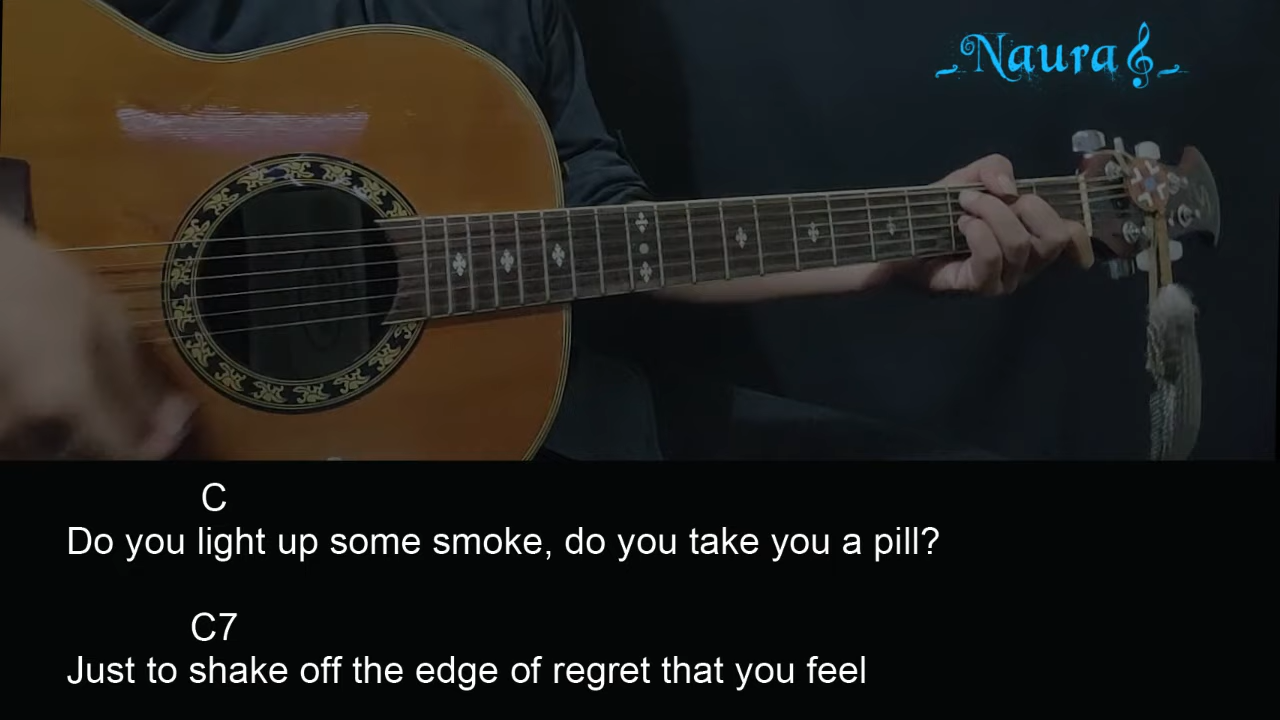 Naura
C
Do you light up some smoke, do you take you a pill?
C7
Just to shake off the edge of regret that you feel